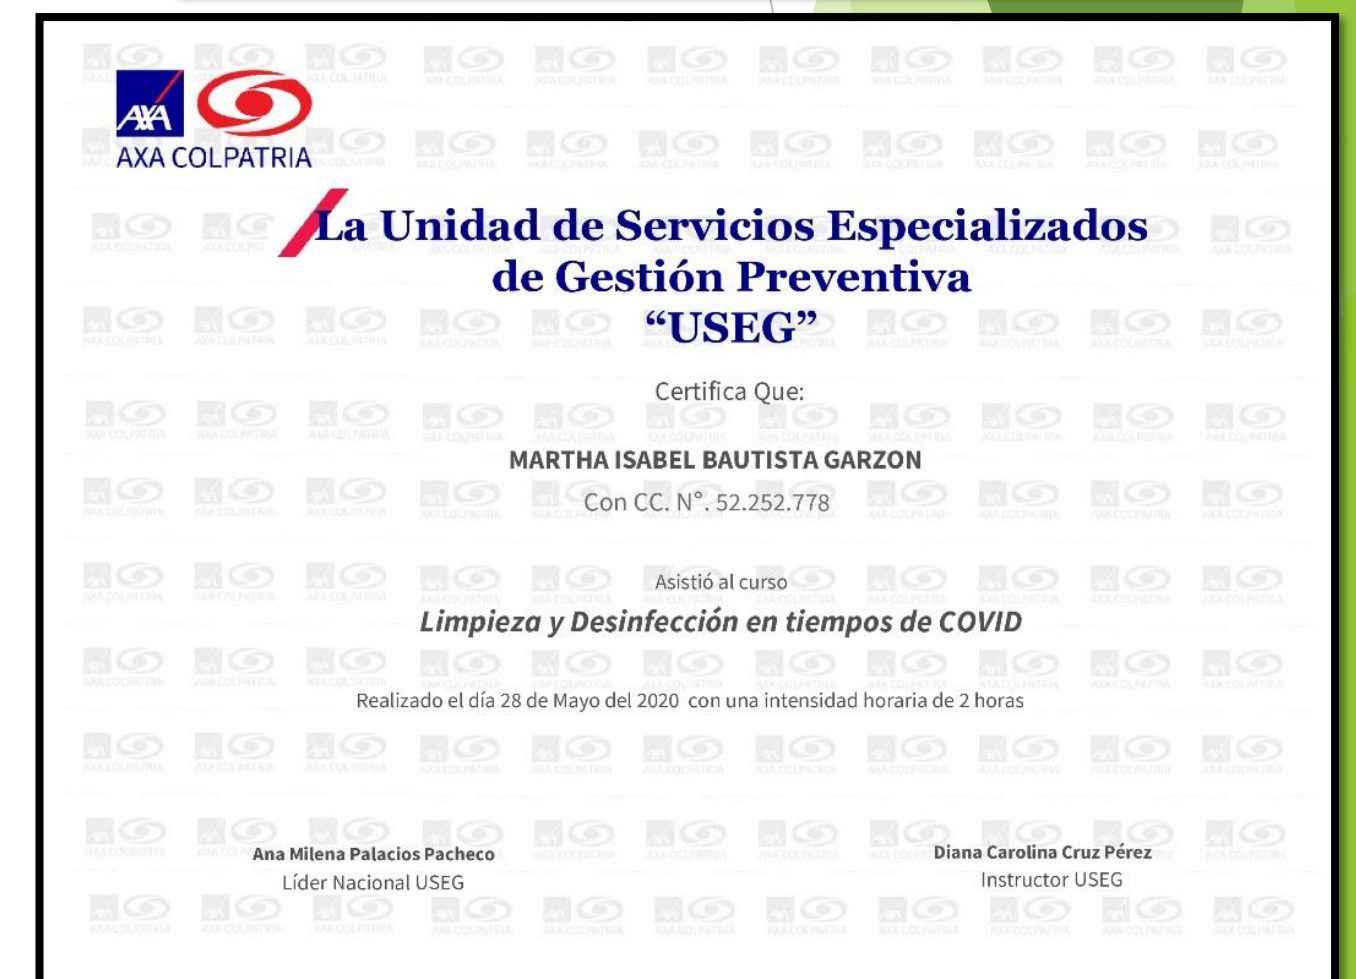 AXA
AXA COLPATRIA
La Unidad de Servicios Especializados
de Gestión Preventiva
“USEG”
Certifica Que:
MARTHA ISABEL BAUTISTA GARZON
Con CC. N°. 52.252.778
Asistió al curso
Limpieza y Desinfección en tiempos de COVID
Realizado el día 28 de Mayo del 2020 con una intensidad horaria de 2 horas
Ana Milena Palacios Pacheco
Líder Nacional USEG
Diana Carolina Cruz Pérez
Instructor USEG